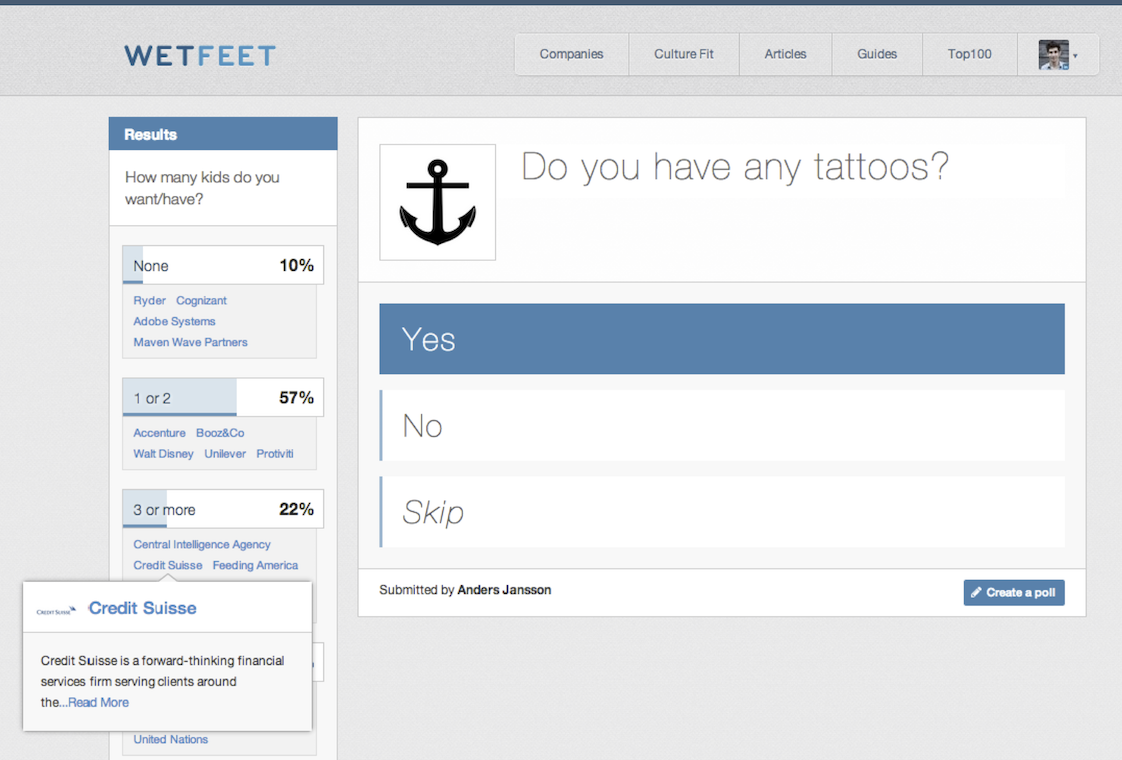 WETFEET
Companies
Culture Fit
Articles
Guides
Top100
Results
How many kids do you
want/have?
None 10%
Ryder Cognizant
Adobe Systems
Maven Wave Partners
1 or 2 57%
Accenture Booz&Co
Walt Disney Unilever Protiviti
3 or more 22%
Central Intelligence Agency
Credit Suisse Feeding America
CREDIT SUISSE Credit Suisse
Credit Suisse is a forward-thinking financial
services firm serving clients around
the...Read More
United Nations
Do you have any tattoos?
Yes
No
Skip
Submitted by Anders Jansson
Create a poll